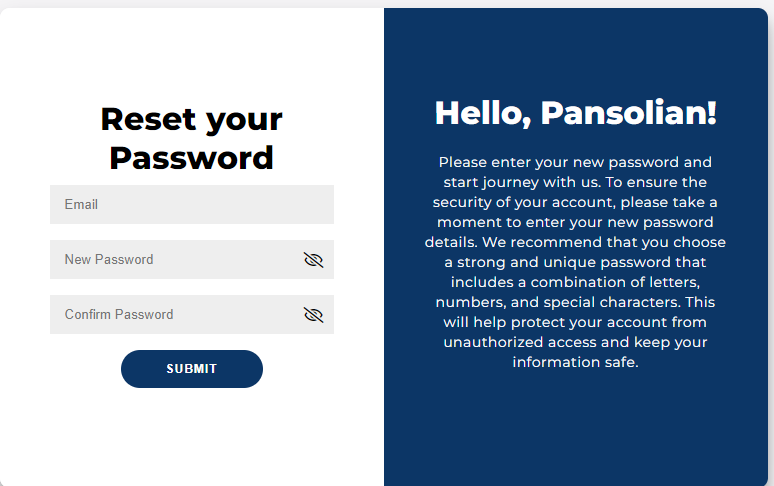 Reset your
Password
Email
New Password
Confirm Password
SUBMIT
Hello, Pansolian!
Please enter your new password and
start journey with us. To ensure the
security of your account, please take a
moment to enter your new password
details. We recommend that you choose
a strong and unique password that
includes a combination of letters,
numbers, and special characters. This
will help protect your account from
unauthorized access and keep your
information safe.